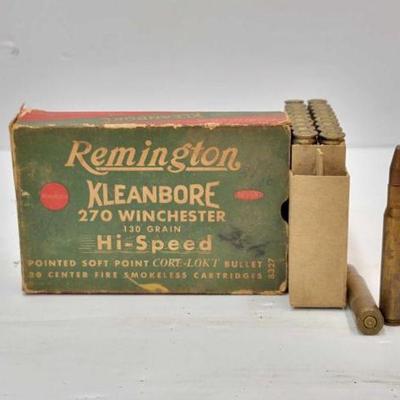 KLEANBORE
Remington
KLEANBORE
270 WINCHESTER
130 GRAIN
Hi-Speed
POINTED SOFT POINT CORE-LOKT BULLET
20 CENTER FIRE SMOKELESS CARTRIDGES